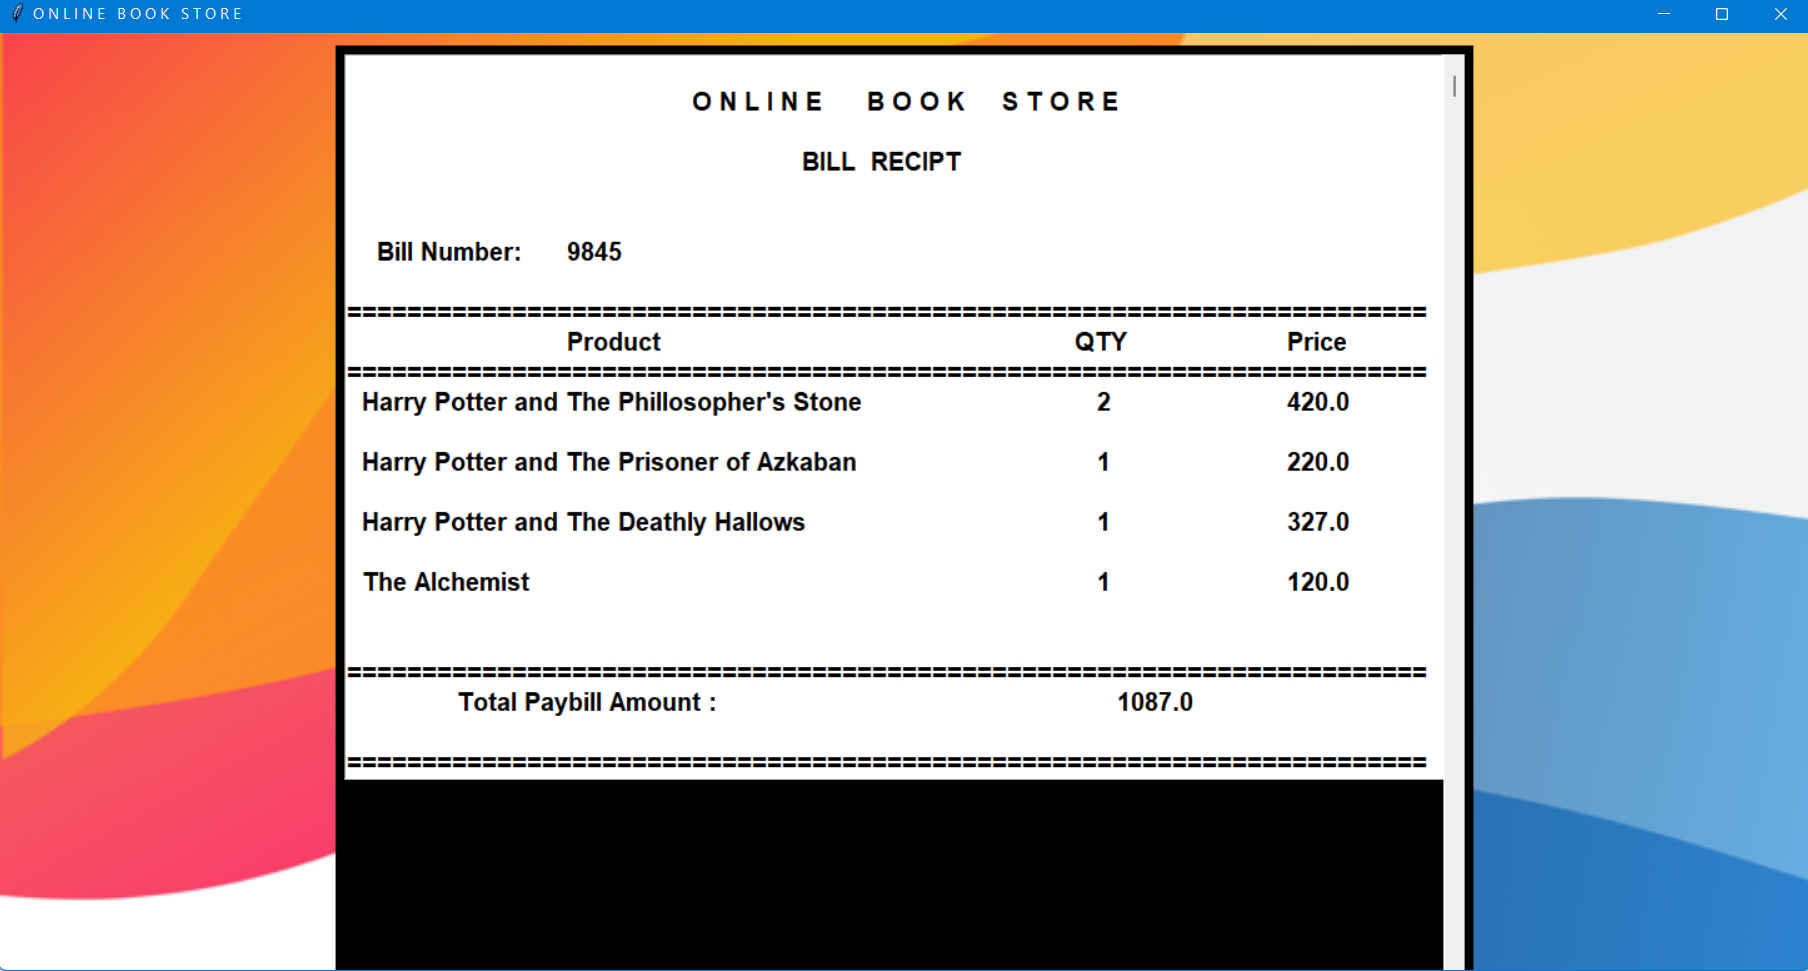 ONLINE BOOK STORE
ONLINE BOOK STORE
BILL RECIPT
Bill Number: 9845
========================================================================
Product QTY Price
========================================================================
Harry Potter and The Phillosopher's Stone 2 420.0
Harry Potter and The Prisoner of Azkaban 1 220.0
Harry Potter and The Deathly Hallows 1 327.0
The Alchemist 1 120.0
========================================================================
Total Paybill Amount : 1087.0
========================================================================